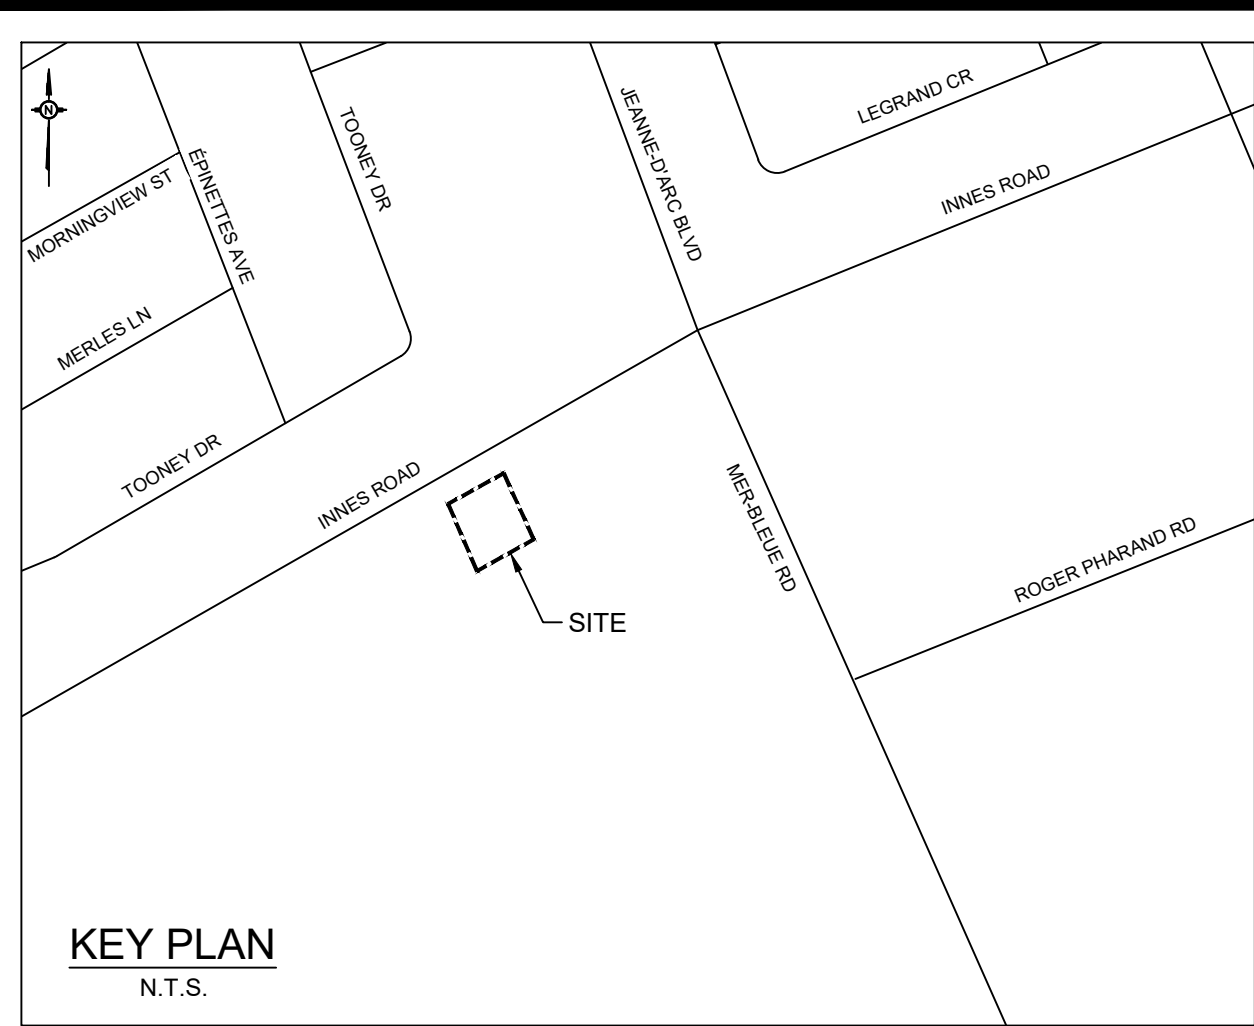 N
LEGRAND CR
JEANNE-D'ARC BLVD
TOONEY DR
ÉPINETTES AVE
MORNINGVIEW ST
INNES ROAD
MERLES LN
TOONEY DR
INNES ROAD
MER-BLEUE RD
ROGER PHARAND RD
SITE
KEY PLAN
N.T.S.